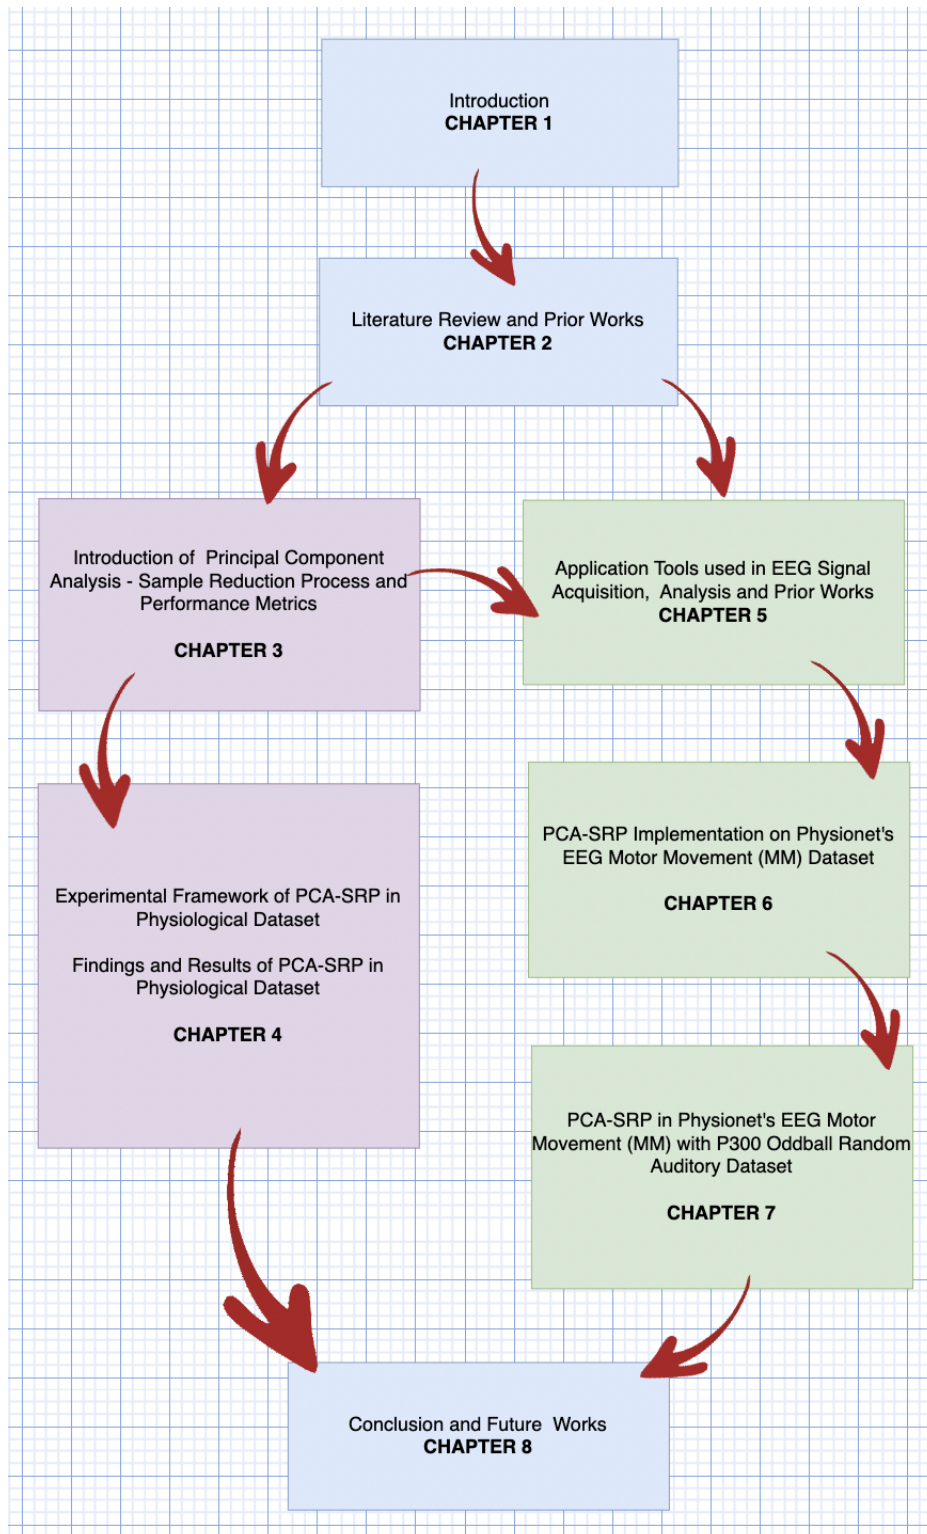 Introduction
CHAPTER 1
Literature Review and Prior Works
CHAPTER 2
Introduction of Principal Component
Analysis - Sample Reduction Process and
Performance Metrics
CHAPTER 3
Application Tools used in EEG Signal
Acquisition, Analysis and Prior Works
CHAPTER 5
Experimental Framework of PCA-SRP in
Physiological Dataset
Findings and Results of PCA-SRP in
Physiological Dataset
CHAPTER 4
PCA-SRP Implementation on Physionet's
EEG Motor Movement (MM) Dataset
CHAPTER 6
PCA-SRP in Physionet's EEG Motor
Movement (MM) with P300 Oddball Random
Auditory Dataset
CHAPTER 7
Conclusion and Future Works
CHAPTER 8